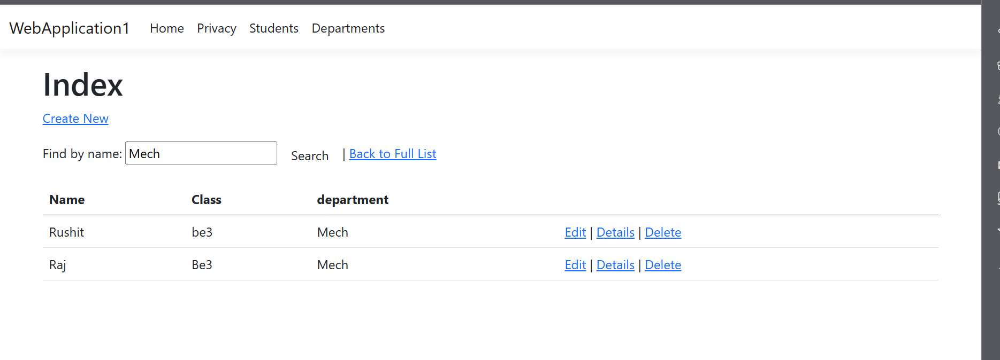 WebApplication1 Home Privacy Students Departments
Index
Create New
Find by name: Mech Search | Back to Full List
Name Class department
Rushit be3 Mech Edit | Details | Delete
Raj Be3 Mech Edit | Details | Delete